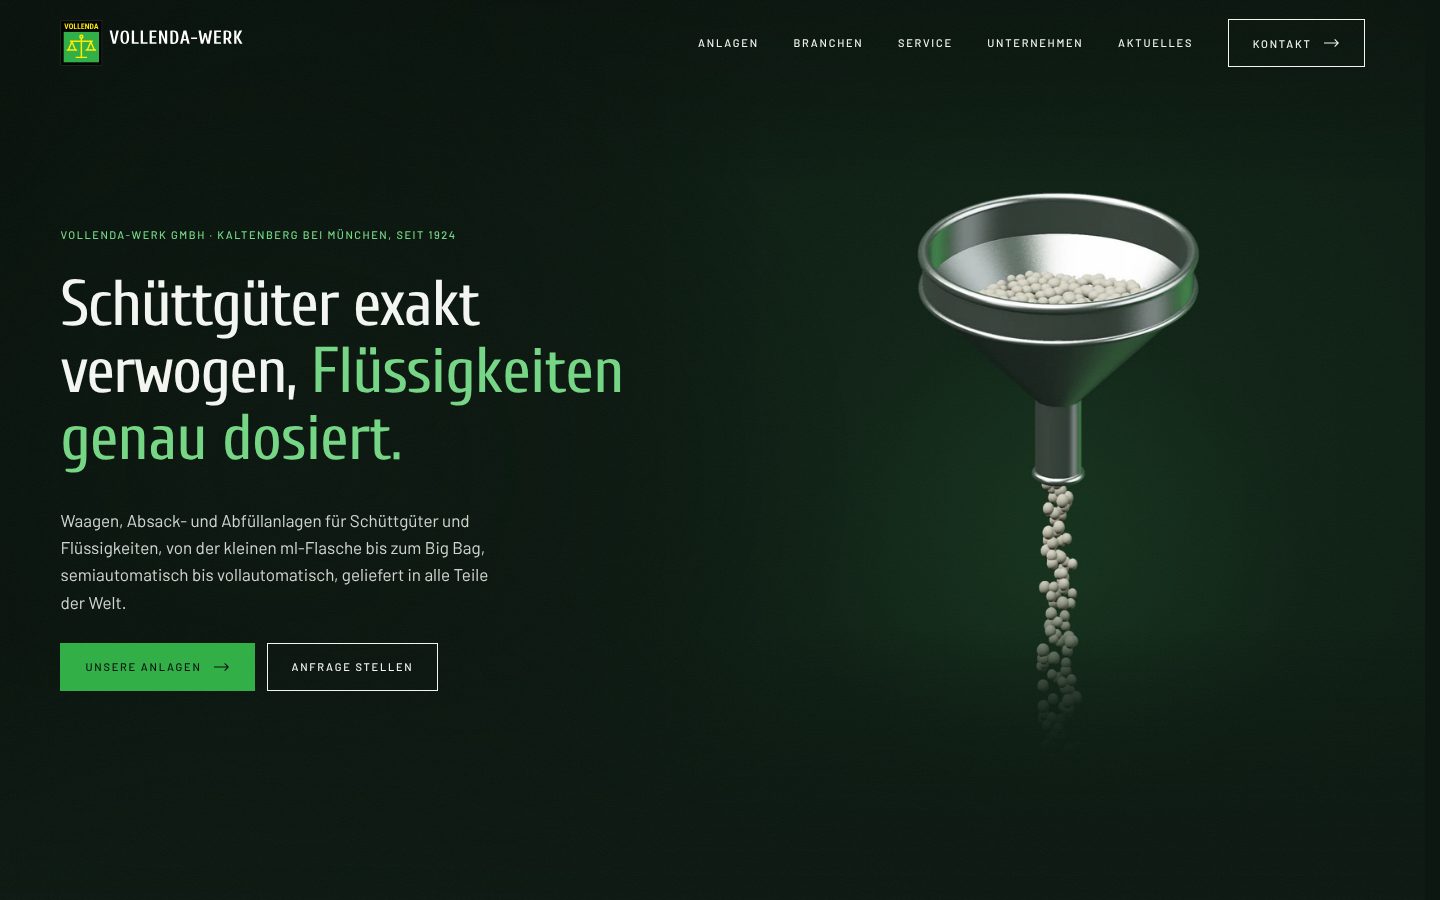 VOLLENDA
VOLLENDA-WERK
ANLAGEN
BRANCHEN
SERVICE
UNTERNEHMEN
AKTUELLES
KONTAKT
VOLLENDA-WERK GMBH · KALTENBERG BEI MÜNCHEN, SEIT 1924
Schüttgüter exakt
verwogen, Flüssigkeiten
genau dosiert.
Waagen, Absack- und Abfüllanlagen für Schüttgüter und
Flüssigkeiten, von der kleinen ml-Flasche bis zum Big Bag,
semiautomatisch bis vollautomatisch, geliefert in alle Teile
der Welt.
UNSERE ANLAGEN
ANFRAGE STELLEN